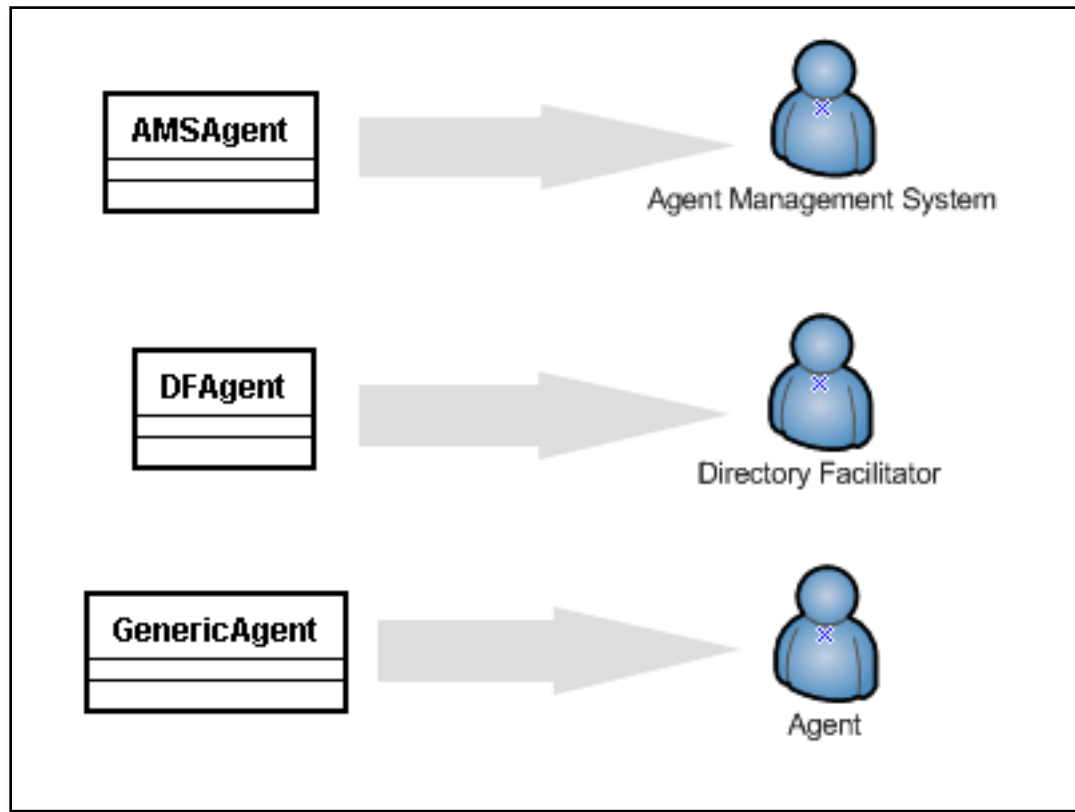 AMSAgent
Agent Management System
DFAgent
Directory Facilitator
GenericAgent
Agent